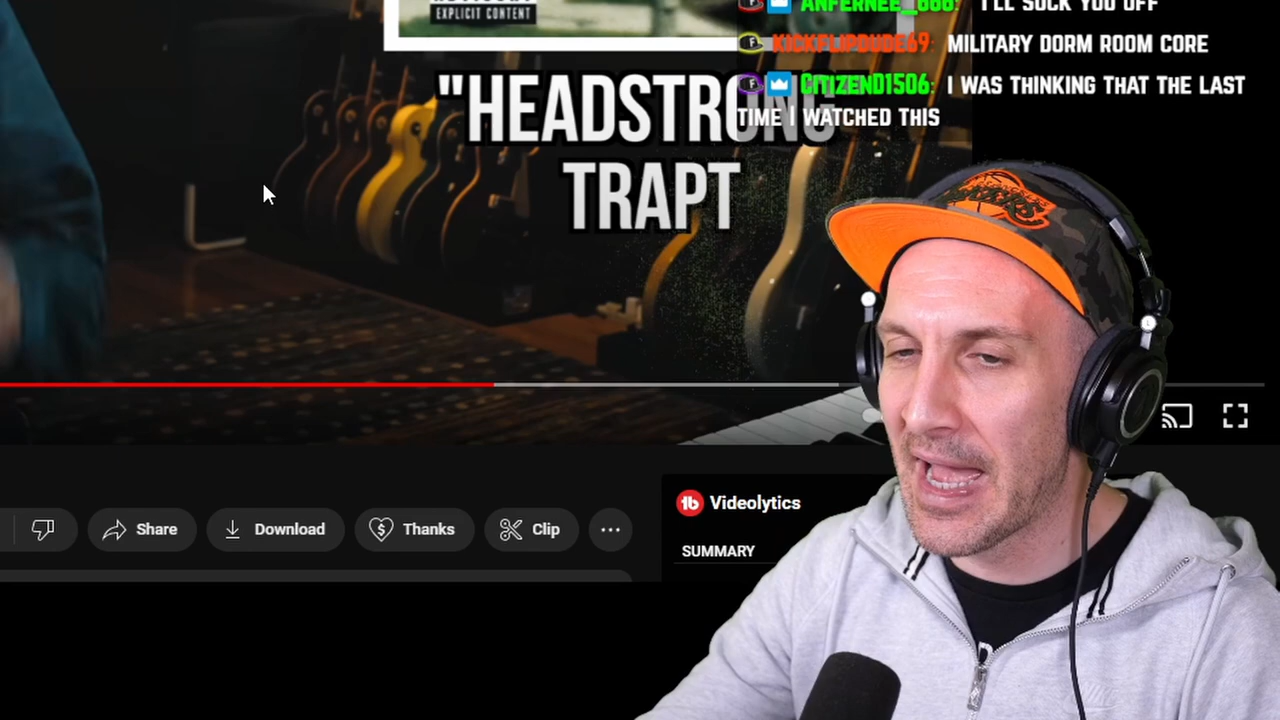 EXPLICIT CONTENT
ANFERNEE_666: I'LL SUCK YOU OFF
KICKFLIPDUDE69 MILITARY DORM ROOM CORE
CITIZEN01506: I WAS THINKING THAT THE LAST
TIME I WATCHED THIS
"HEADSTRONG
TRAPT
Share
Download
Thanks
Clip
Videolytics
SUMMARY